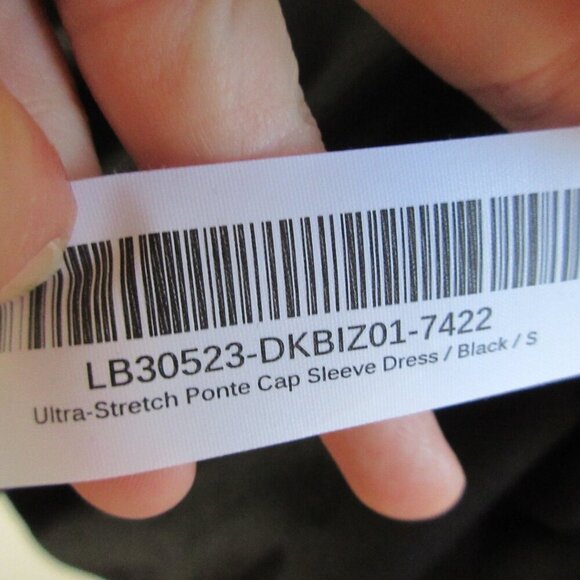 LB30523-DKBIZ01-7422
Ultra-Stretch Ponte Cap Sleeve Dress / Black / S